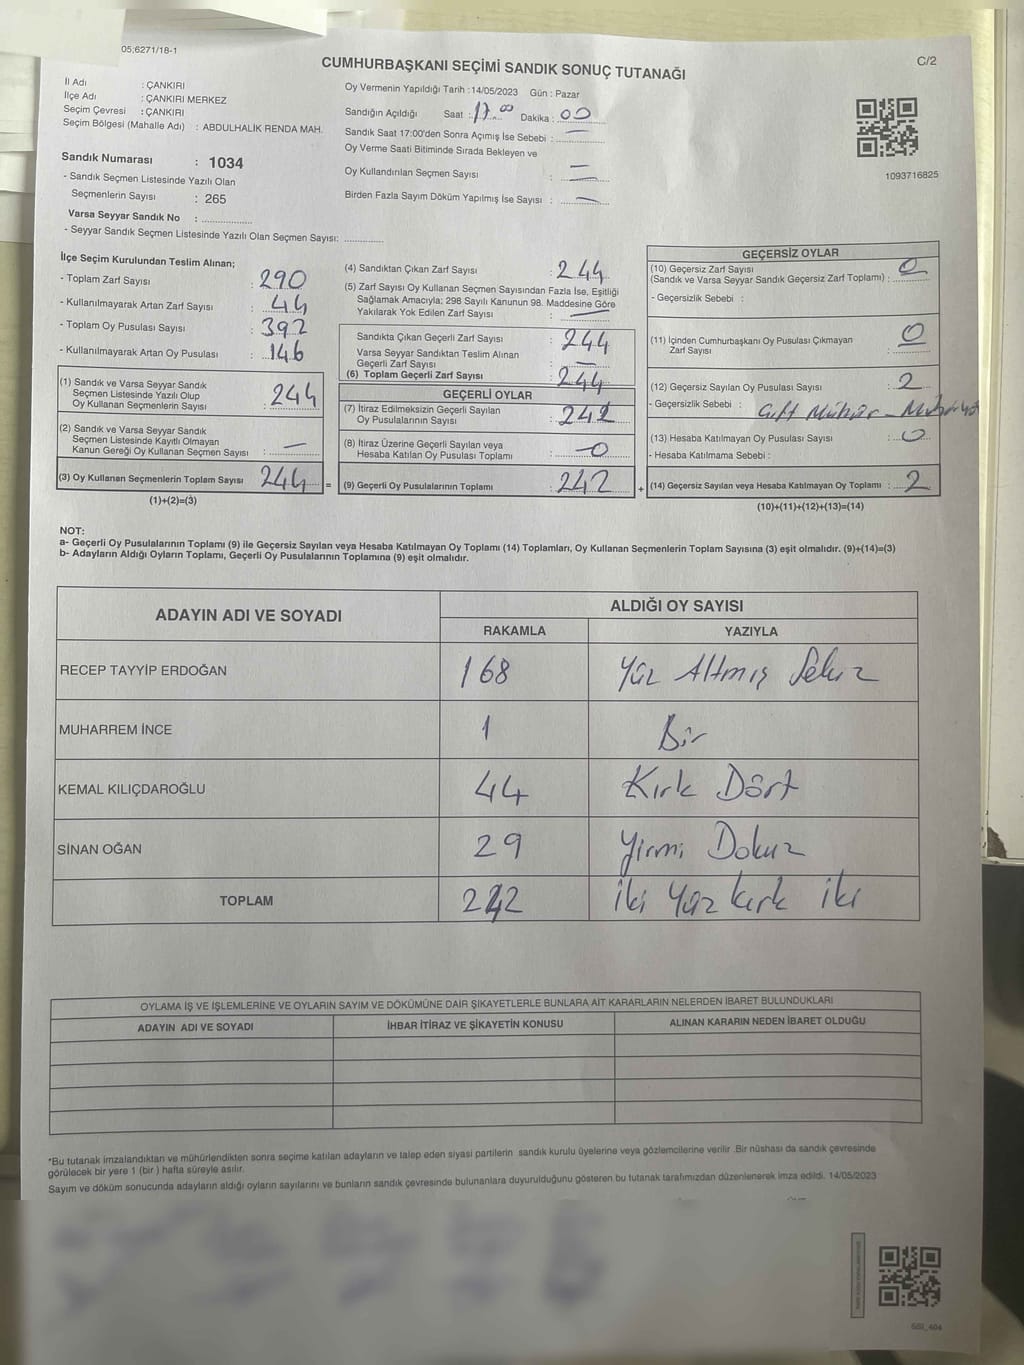 05;6271/18-1
C/2
CUMHURBAŞKANI SEÇİMİ SANDIK SONUÇ TUTANAĞI
İl Adı : ÇANKIRI
İlçe Adı : ÇANKIRI MERKEZ
Seçim Çevresi : ÇANKIRI
Seçim Bölgesi (Mahalle Adı) : ABDULHALİK RENDA MAH.
Sandık Numarası : 1034
- Sandık Seçmen Listesinde Yazılı Olan
Seçmenlerin Sayısı : 265
Varsa Seyyar Sandık No :
- Seyyar Sandık Seçmen Listesinde Yazılı Olan Seçmen Sayısı:
Oy Vermenin Yapıldığı Tarih :14/05/2023 Gün : Pazar
Sandığın Açıldığı Saat : 17.00 Dakika : 00
Sandık Saat 17:00'den Sonra Açılmış İse Sebebi : —
Oy Verme Saati Bitiminde Sırada Bekleyen ve
Oy Kullandırılan Seçmen Sayısı : —
Birden Fazla Sayım Döküm Yapılmış İse Sayısı : —
1093716825
İlçe Seçim Kurulundan Teslim Alınan;
- Toplam Zarf Sayısı : 290
- Kullanılmayarak Artan Zarf Sayısı : 44
- Toplam Oy Pusulası Sayısı : 392
- Kullanılmayarak Artan Oy Pusulası : 146
(1) Sandık ve Varsa Seyyar Sandık
Seçmen Listesinde Yazılı Olup
Oy Kullanan Seçmenlerin Sayısı : 244
(2) Sandık ve Varsa Seyyar Sandık
Seçmen Listesinde Kayıtlı Olmayan
Kanun Gereği Oy Kullanan Seçmen Sayısı : —
(3) Oy Kullanan Seçmenlerin Toplam Sayısı 244
(1)+(2)=(3)
(4) Sandıktan Çıkan Zarf Sayısı : 244
(5) Zarf Sayısı Oy Kullanan Seçmen Sayısından Fazla İse, Eşitliği
Sağlamak Amacıyla; 298 Sayılı Kanunun 98. Maddesine Göre
Yakılarak Yok Edilen Zarf Sayısı : —
Sandıkta Çıkan Geçerli Zarf Sayısı : 244
Varsa Seyyar Sandıktan Teslim Alınan
Geçerli Zarf Sayısı : —
(6) Toplam Geçerli Zarf Sayısı 244
GEÇERLİ OYLAR
(7) İtiraz Edilmeksizin Geçerli Sayılan
Oy Pusulalarının Sayısı : 242
(8) İtiraz Üzerine Geçerli Sayılan veya
Hesaba Katılan Oy Pusulası Toplamı : 0
= (9) Geçerli Oy Pusulalarının Toplamı : 242 +
GEÇERSİZ OYLAR
(10) Geçersiz Zarf Sayısı
(Sandık ve Varsa Seyyar Sandık Geçersiz Zarf Toplamı) : 0
- Geçersizlik Sebebi :
(11) İçinden Cumhurbaşkanı Oy Pusulası Çıkmayan
Zarf Sayısı : 0
(12) Geçersiz Sayılan Oy Pusulası Sayısı : 2
- Geçersizlik Sebebi : Çift Mühür -
(13) Hesaba Katılmayan Oy Pusulası Sayısı : 0
- Hesaba Katılmama Sebebi :
(14) Geçersiz Sayılan veya Hesaba Katılmayan Oy Toplamı : 2
(10)+(11)+(12)+(13)=(14)
NOT:
a- Geçerli Oy Pusulalarının Toplamı (9) ile Geçersiz Sayılan veya Hesaba Katılmayan Oy Toplamı (14) Toplamları, Oy Kullanan Seçmenlerin Toplam Sayısına (3) eşit olmalıdır. (9)+(14)=(3)
b- Adayların Aldığı Oyların Toplamı, Geçerli Oy Pusulalarının Toplamına (9) eşit olmalıdır.
ADAYIN ADI VE SOYADI
ALDIĞI OY SAYISI
RAKAMLA YAZIYLA
RECEP TAYYİP ERDOĞAN 168 Yüz Altmış Sekiz
MUHARREM İNCE 1 Bir
KEMAL KILIÇDAROĞLU 44 Kırk Dört
SİNAN OĞAN 29 Yirmi Dokuz
TOPLAM 242 İki Yüz kırk iki
OYLAMA İŞ VE İŞLEMLERİNE VE OYLARIN SAYIM VE DÖKÜMÜNE DAİR ŞİKAYETLERLE BUNLARA AİT KARARLARIN NELERDEN İBARET BULUNDUKLARI
ADAYIN ADI VE SOYADI İHBAR İTİRAZ VE ŞİKAYETİN KONUSU ALINAN KARARIN NEDEN İBARET OLDUĞU
*Bu tutanak imzalandıktan ve mühürlendikten sonra seçime katılan adayların ve talep eden siyasi partilerin sandık kurulu üyelerine veya gözlemcilerine verilir .Bir nüshası da sandık çevresinde
görülecek bir yere 1 (bir ) hafta süreyle asılır.
Sayım ve döküm sonucunda adayların aldığı oyların sayılarını ve bunların sandık çevresinde bulunanlara duyurulduğunu gösteren bu tutanak tarafımızdan düzenlenerek imza edildi. 14/05/2023